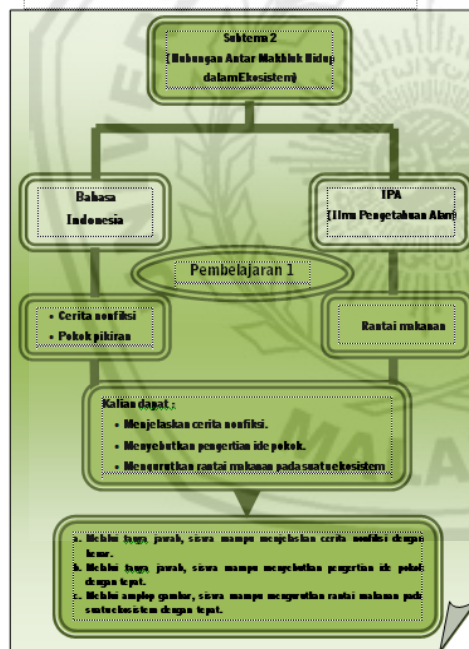 Subtema 2
(Hubungan Antar Makhluk Hidup
dalam Ekosistem)
Bahasa
Indonesia
IPA
(Ilmu Pengetahuan Alam)
Pembelajaran 1
• Cerita nonfiksi
• Pokok pikiran
Rantai makanan
Kalian dapat :
• Menjelaskan cerita nonfiksi.
• Menyebutkan pengertian ide pokok.
• Mengurutkan rantai makanan pada suatu ekosistem
a. Melalui tanya jawab, siswa mampu menjelaskan cerita nonfiksi dengan
benar.
b. Melalui tanya jawab, siswa mampu menyebutkan pengertian ide pokok
dengan tepat.
c. Melalui amplop gambar, siswa mampu mengurutkan rantai makanan pada
suatu ekosistem dengan tepat.
MALA